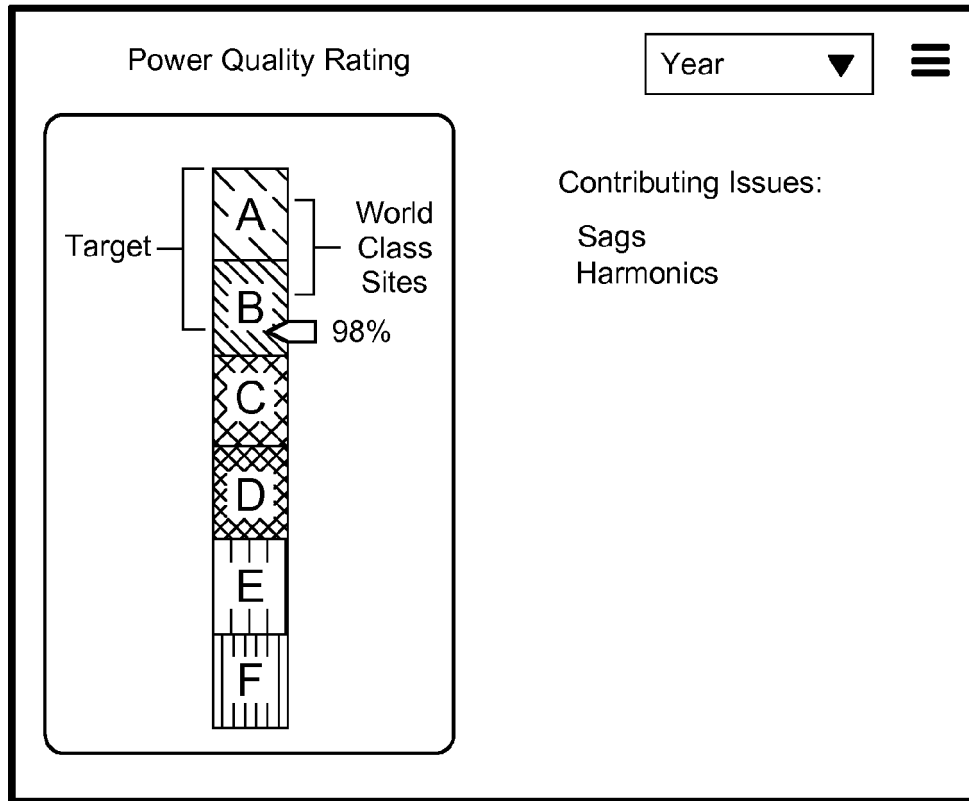 Power Quality Rating
Year
Target
A
B
C
D
E
F
World
Class
Sites
98%
Contributing Issues:
Sags
Harmonics